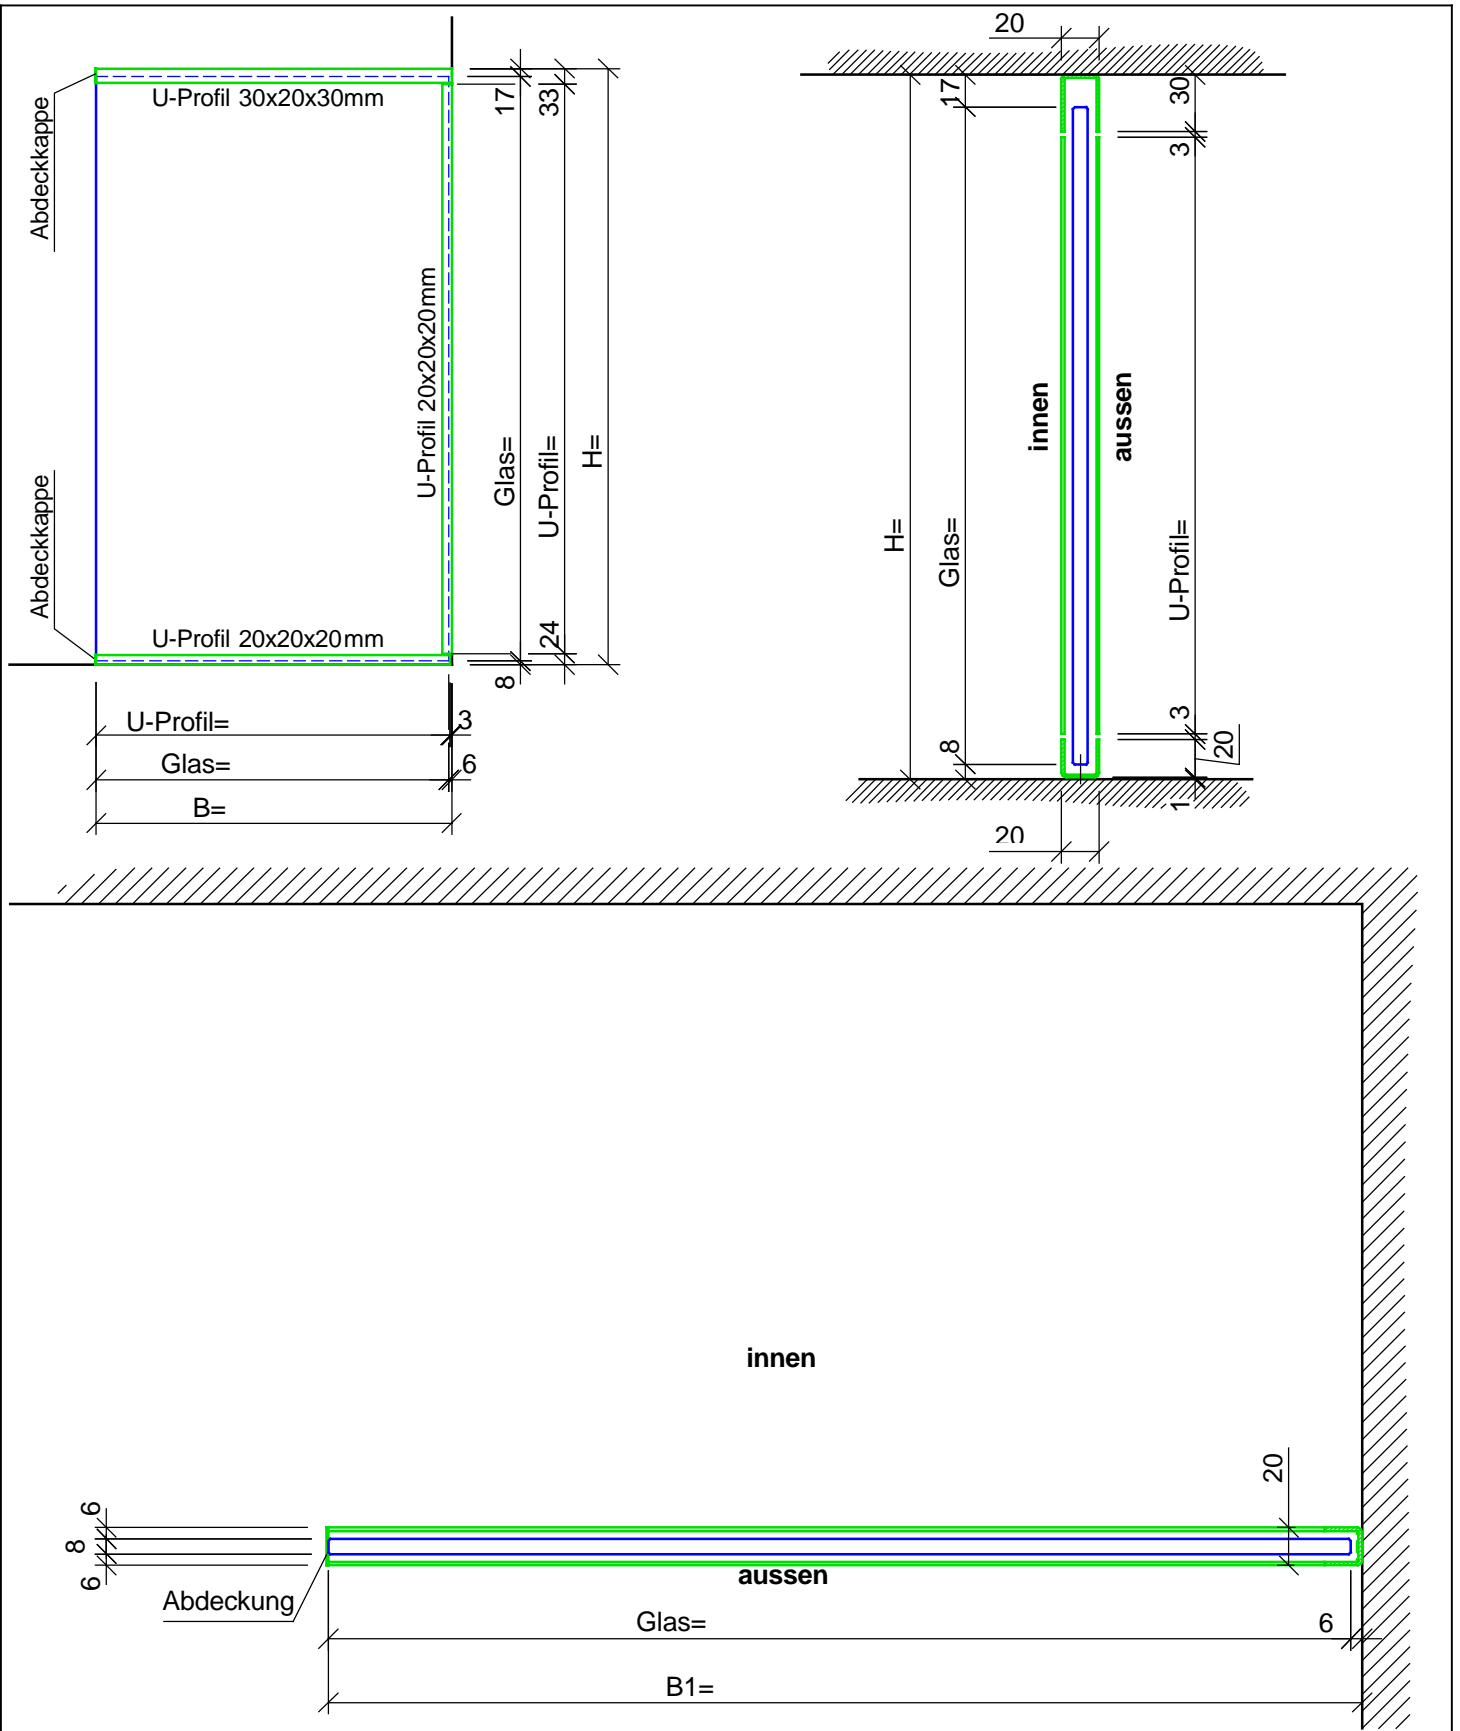 Abdeckkappe
U-Profil 30x20x30mm
17
33
U-Profil 20x20x20mm
Glas=
U-Profil=
H=
Abdeckkappe
U-Profil 20x20x20mm
24
8
U-Profil=
3
Glas=
6
B=
20
17
30
3
innen
aussen
H=
Glas=
U-Profil=
8
3
20
1
20
innen
20
6
8
6
aussen
Abdeckung
Glas=
6
B1=